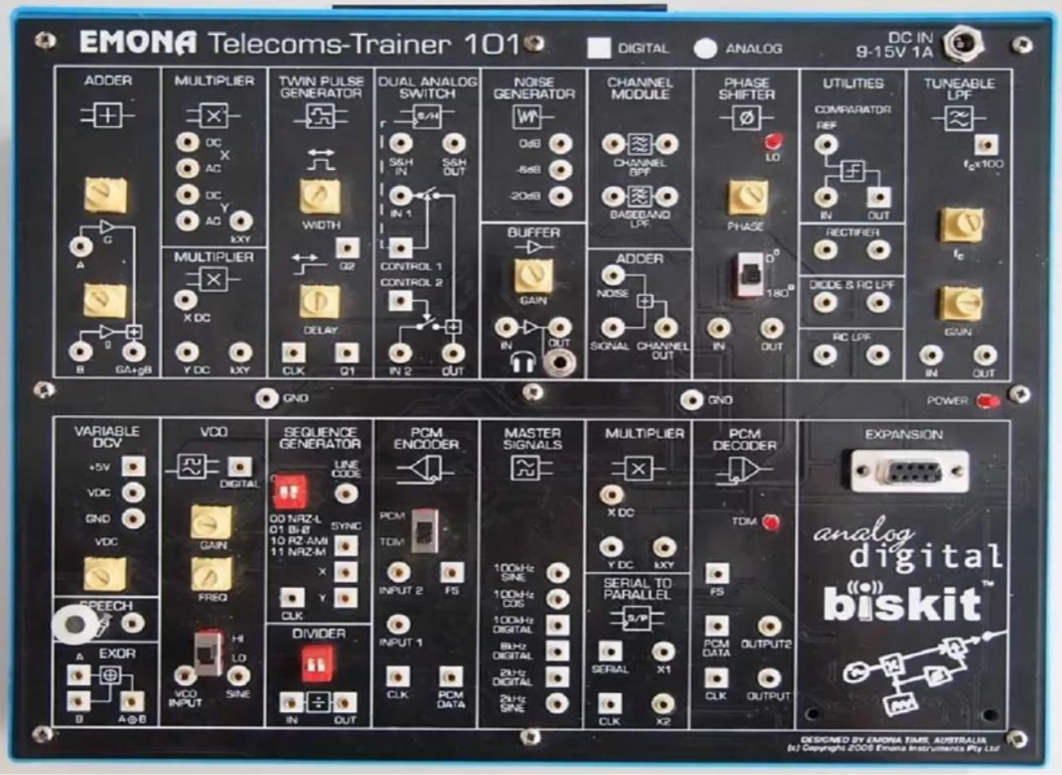 EMONA Telecoms-Trainer 101
DIGITAL
ANALOG
DC IN
9-15V 1A
ADDER
G
A
g
B
GA+gB
MULTIPLIER
DC
X
AC
DC
Y
AC
kXY
MULTIPLIER
X DC
Y DC
kXY
TWIN PULSE
GENERATOR
WIDTH
Q2
DELAY
CLK
Q1
DUAL ANALOG
SWITCH
S/H
S&H
IN
S&H
OUT
IN 1
CONTROL 1
CONTROL 2
IN 2
OUT
NOISE
GENERATOR
0dB
-6dB
-20dB
BUFFER
GAIN
IN
OUT
CHANNEL
MODULE
CHANNEL
BPF
BASEBAND
LPF
ADDER
NOISE
SIGNAL
CHANNEL
OUT
PHASE
SHIFTER
Ø
LO
PHASE
0°
180°
IN
OUT
UTILITIES
COMPARATOR
REF
IN
OUT
RECTIFIER
DIODE & RC LPF
RC LPF
TUNEABLE
LPF
fc x100
fc
GAIN
IN
OUT
GND
GND
POWER
VARIABLE
DCV
+5V
VDC
GND
VDC
SPEECH
EXOR
A
B
A⊕B
VCO
DIGITAL
GAIN
FREQ
HI
LO
VCO
INPUT
SINE
SEQUENCE
GENERATOR
LINE
CODE
00 NRZ-L
01 Bi-Ø
10 RZ-AMI
11 NRZ-M
SYNC
X
Y
CLK
DIVIDER
IN
÷
OUT
PCM
ENCODER
PCM
TDM
INPUT 2
FS
INPUT 1
CLK
PCM
DATA
MASTER
SIGNALS
100kHz
SINE
100kHz
COS
100kHz
DIGITAL
8kHz
DIGITAL
2kHz
DIGITAL
2kHz
SINE
MULTIPLIER
X DC
Y DC
kXY
SERIAL TO
PARALLEL
S/P
SERIAL
X1
CLK
X2
PCM
DECODER
TDM
FS
PCM
DATA
OUTPUT2
CLK
OUTPUT
EXPANSION
analog
digital
biskit™
DESIGNED BY EMONA TIMS, AUSTRALIA
(c) Copyright 2006 Emona Instruments Pty Ltd